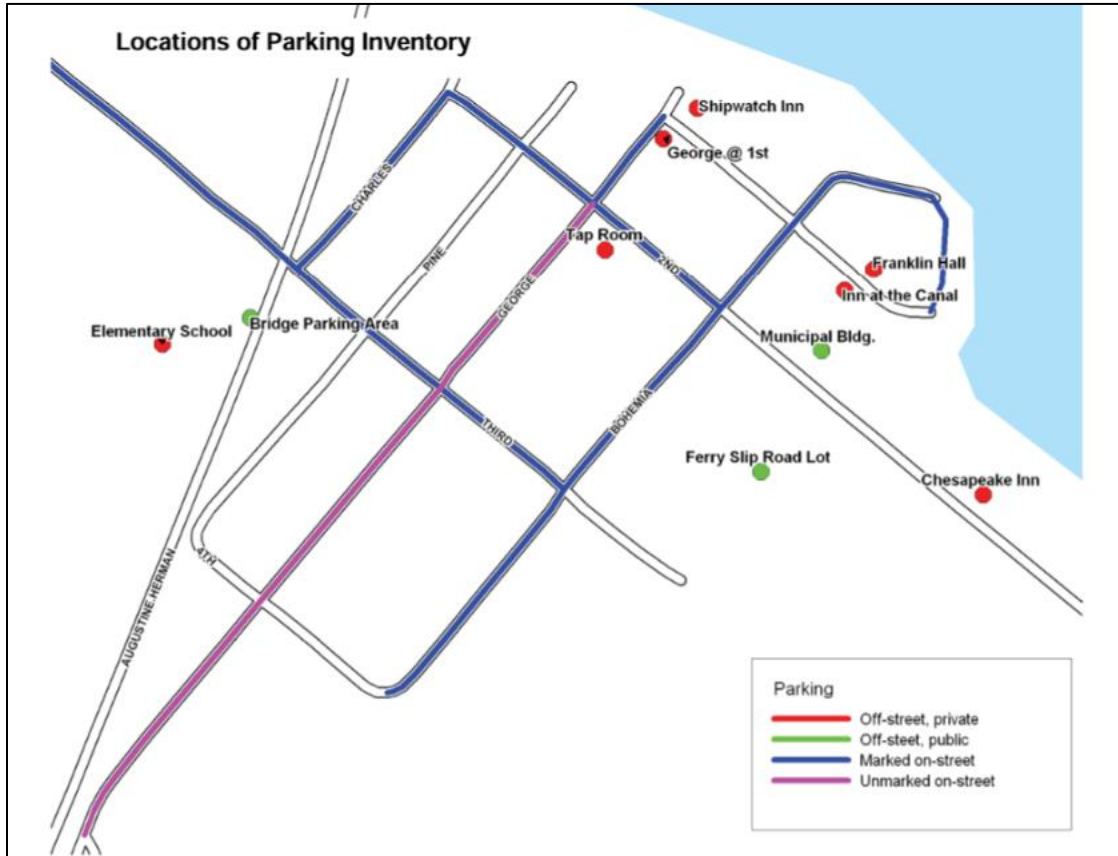 Locations of Parking Inventory
Shipwatch Inn
George @ 1st
CHARLES
Tap Room
PINE
2ND
Franklin Hall
Inn at the Canal
GEORGE
Elementary School
Bridge Parking Area
Municipal Bldg.
BOHEMIA
THIRD
Ferry Slip Road Lot
Chesapeake Inn
4TH
AUGUSTINE HERMAN
Parking
Off-street, private
Off-steet, public
Marked on-street
Unmarked on-street